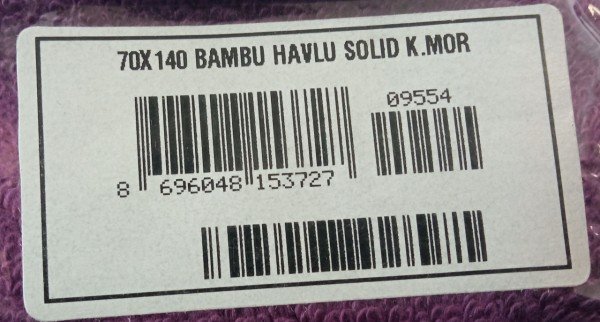 70X140 BAMBU HAVLU SOLID K.MOR
09554
8 696048 153727